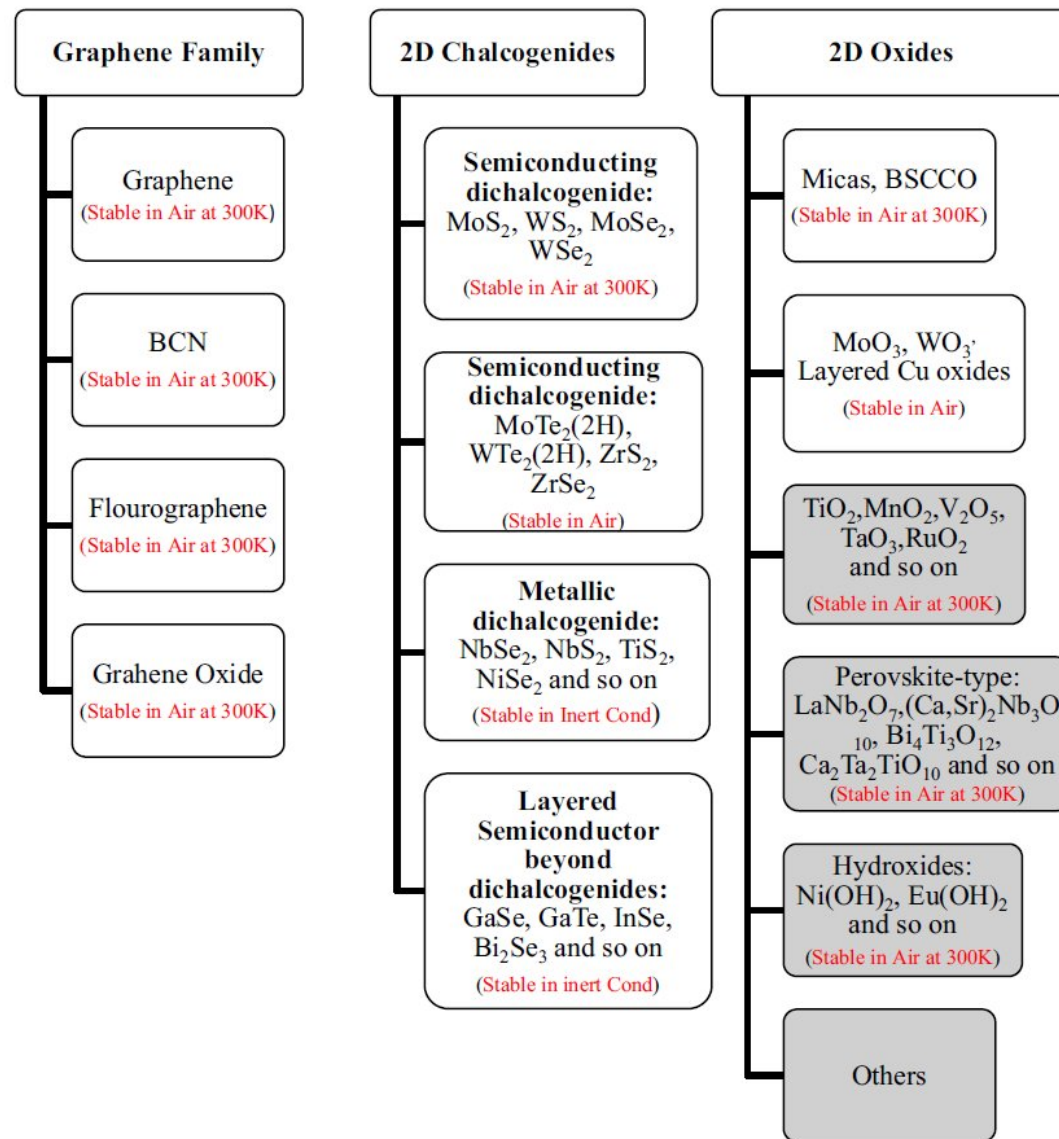 Graphene Family
Graphene
(Stable in Air at 300K)
BCN
(Stable in Air at 300K)
Flourographene
(Stable in Air at 300K)
Grahene Oxide
(Stable in Air at 300K)
2D Chalcogenides
Semiconducting
dichalcogenide:
MoS₂, WS₂, MoSe₂,
WSe₂
(Stable in Air at 300K)
Semiconducting
dichalcogenide:
MoTe₂(2H),
WTe₂(2H), ZrS₂,
ZrSe₂
(Stable in Air)
Metallic
dichalcogenide:
NbSe₂, NbS₂, TiS₂,
NiSe₂ and so on
(Stable in Inert Cond)
Layered
Semiconductor
beyond
dichalcogenides:
GaSe, GaTe, InSe,
Bi₂Se₃ and so on
(Stable in inert Cond)
2D Oxides
Micas, BSCCO
(Stable in Air at 300K)
MoO₃, WO₃,
Layered Cu oxides
(Stable in Air)
TiO₂,MnO₂,V₂O₅,
TaO₃,RuO₂
and so on
(Stable in Air at 300K)
Perovskite-type:
LaNb₂O₇,(Ca,Sr)₂Nb₃O
₁₀, Bi₄Ti₃O₁₂,
Ca₂Ta₂TiO₁₀ and so on
(Stable in Air at 300K)
Hydroxides:
Ni(OH)₂, Eu(OH)₂
and so on
(Stable in Air at 300K)
Others